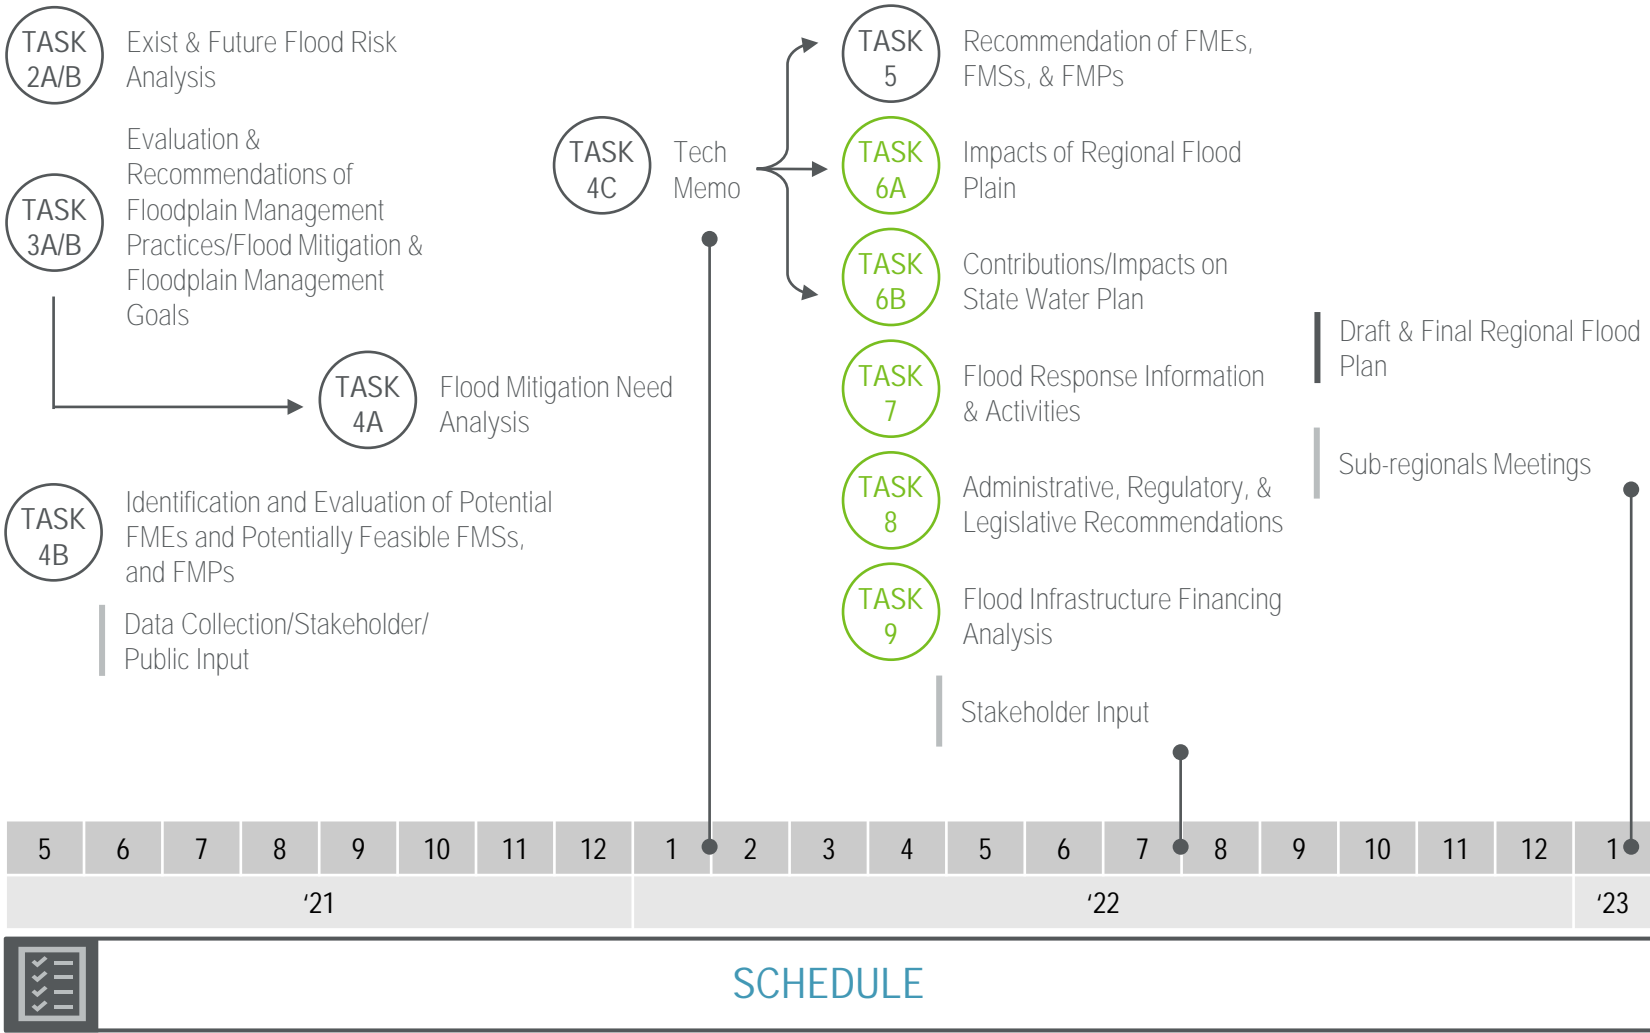 TASK
2A/B
Exist & Future Flood Risk
Analysis
TASK
3A/B
Evaluation &
Recommendations of
Floodplain Management
Practices/Flood Mitigation &
Floodplain Management
Goals
TASK
4A
Flood Mitigation Need
Analysis
TASK
4B
Identification and Evaluation of Potential
FMEs and Potentially Feasible FMSs,
and FMPs
Data Collection/Stakeholder/
Public Input
TASK
4C
Tech
Memo
TASK
5
Recommendation of FMEs,
FMSs, & FMPs
TASK
6A
Impacts of Regional Flood
Plain
TASK
6B
Contributions/Impacts on
State Water Plan
TASK
7
Flood Response Information
& Activities
TASK
8
Administrative, Regulatory, &
Legislative Recommendations
TASK
9
Flood Infrastructure Financing
Analysis
Stakeholder Input
Draft & Final Regional Flood
Plan
Sub-regionals Meetings
5 6 7 8 9 10 11 12 1 2 3 4 5 6 7 8 9 10 11 12 1
‘21 ‘22 ‘23
SCHEDULE